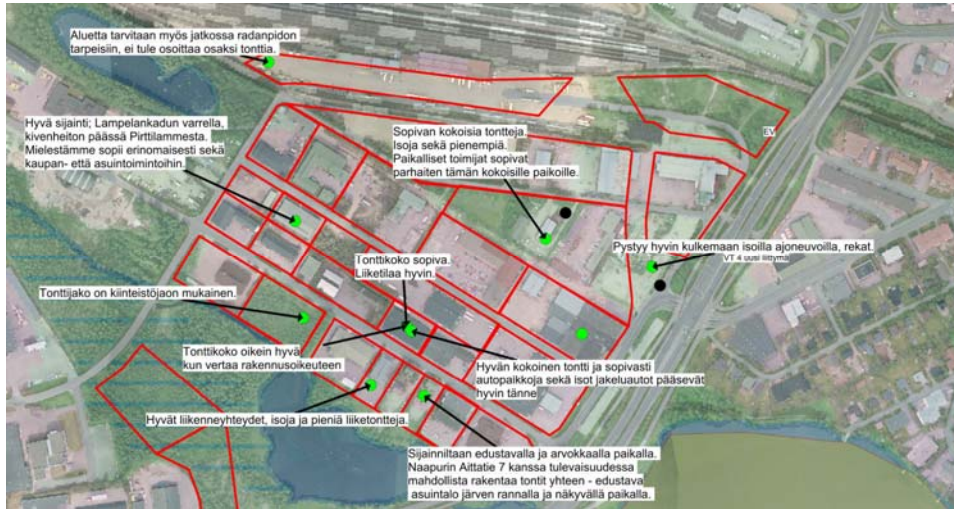 Aluetta tarvitaan myös jatkossa radanpidon
tarpeisiin, ei tule osoittaa osaksi tonttia.
Hyvä sijainti; Lampelankadun varrella,
kivenheiton päässä Pirttilammesta.
Mielestämme sopii erinomaisesti sekä
kaupan- että asuintoimintoihin.
Sopivan kokoisia tontteja.
Isoja sekä pienempiä.
Paikalliset toimijat sopivat
parhaiten tämän kokoisille paikoille.
EV
Pystyy hyvin kulkemaan isoilla ajoneuvoilla, rekat.
VT 4 uusi liittymä
Tonttikoko sopiva.
Liiketilaa hyvin.
Tonttijako on kiinteistöjaon mukainen.
Tonttikoko oikein hyvä
kun vertaa rakennusoikeuteen
Hyvän kokoinen tontti ja sopivasti
autopaikkoja sekä isot jakeluautot pääsevät
hyvin tänne
Hyvät liikenneyhteydet, isoja ja pieniä liiketontteja.
Sijainniltaan edustavalla ja arvokkaalla paikalla.
Naapurin Aittatie 7 kanssa tulevaisuudessa
mahdollista rakentaa tontit yhteen - edustava
asuintalo järven rannalla ja näkyvällä paikalla.